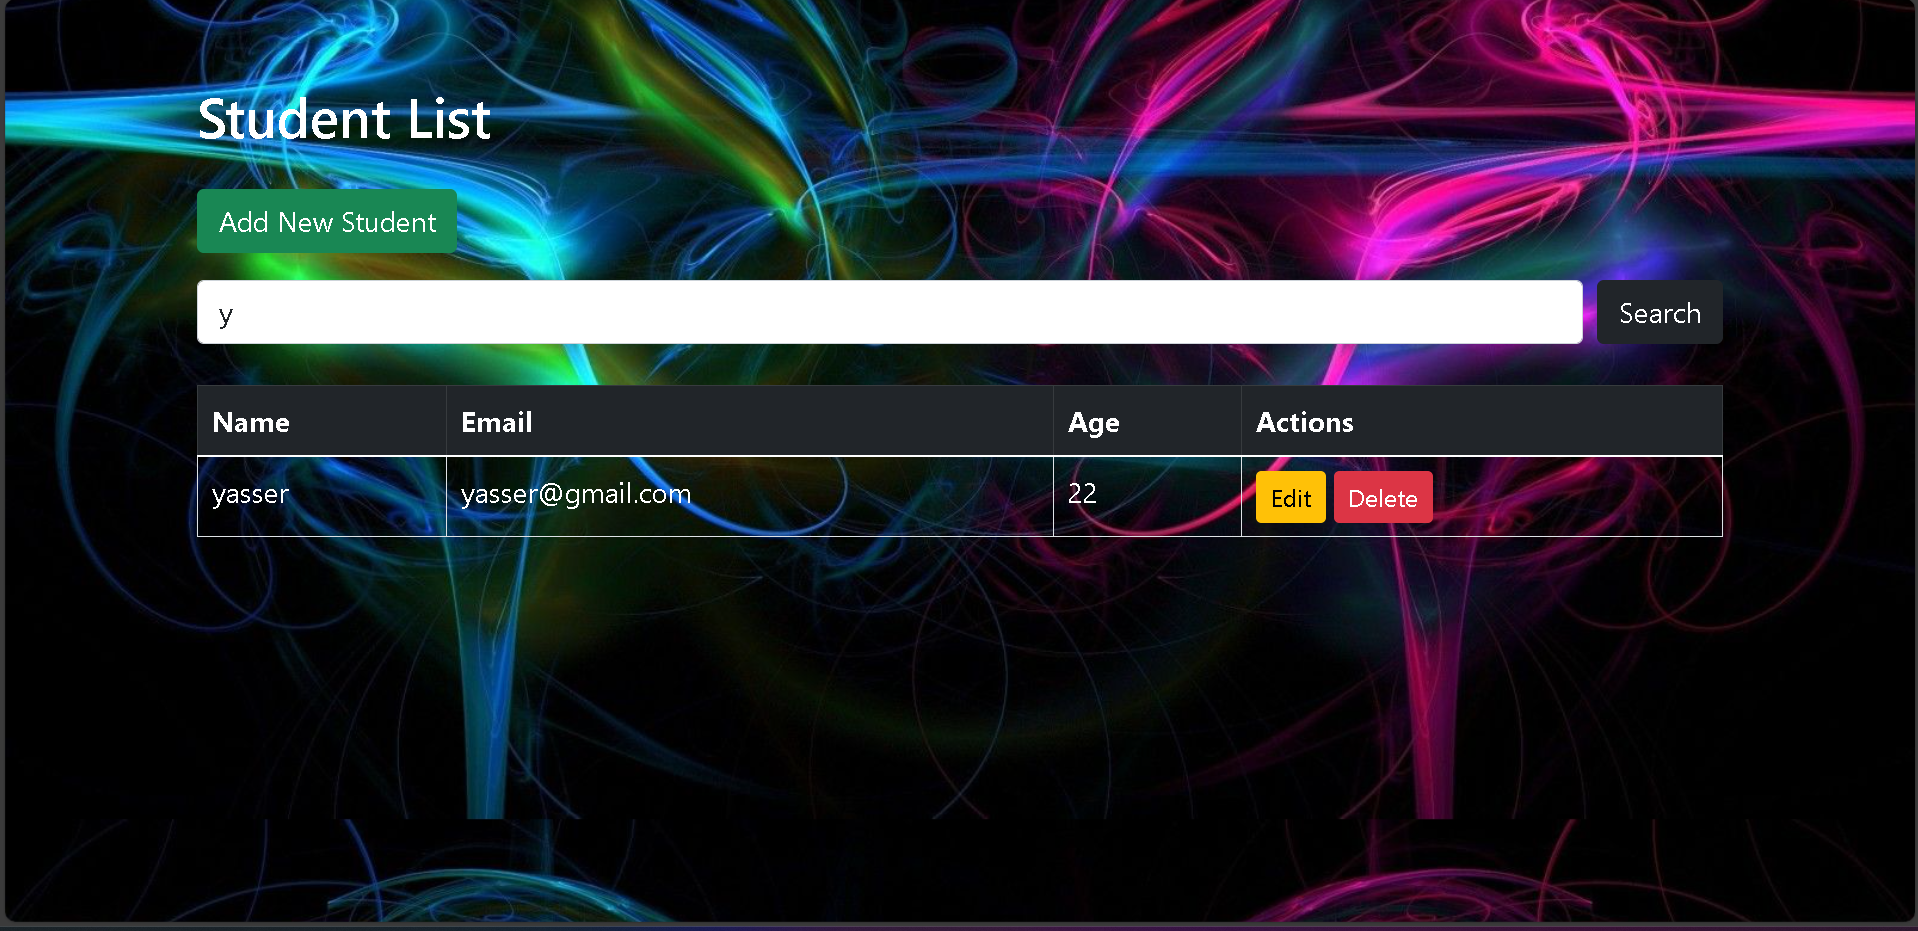 Student List
Add New Student
y Search
Name Email Age Actions
yasser yasser@gmail.com 22 Edit Delete